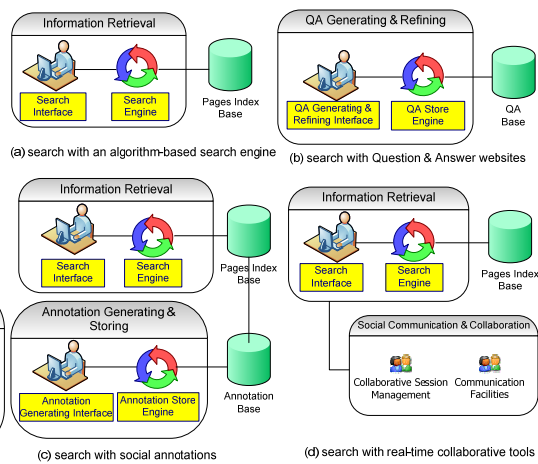 Information Retrieval
Search
Interface
Search
Engine
Pages Index
Base
(a) search with an algorithm-based search engine
QA Generating & Refining
QA Generating &
Refining Interface
QA Store
Engine
QA
Base
(b) search with Question & Answer websites
Information Retrieval
Search
Interface
Search
Engine
Pages Index
Base
Annotation Generating &
Storing
Annotation
Generating Interface
Annotation Store
Engine
Annotation
Base
(c) search with social annotations
Information Retrieval
Search
Interface
Search
Engine
Pages Index
Base
Social Communication & Collaboration
Collaborative Session
Management
Communication
Facilities
(d) search with real-time collaborative tools